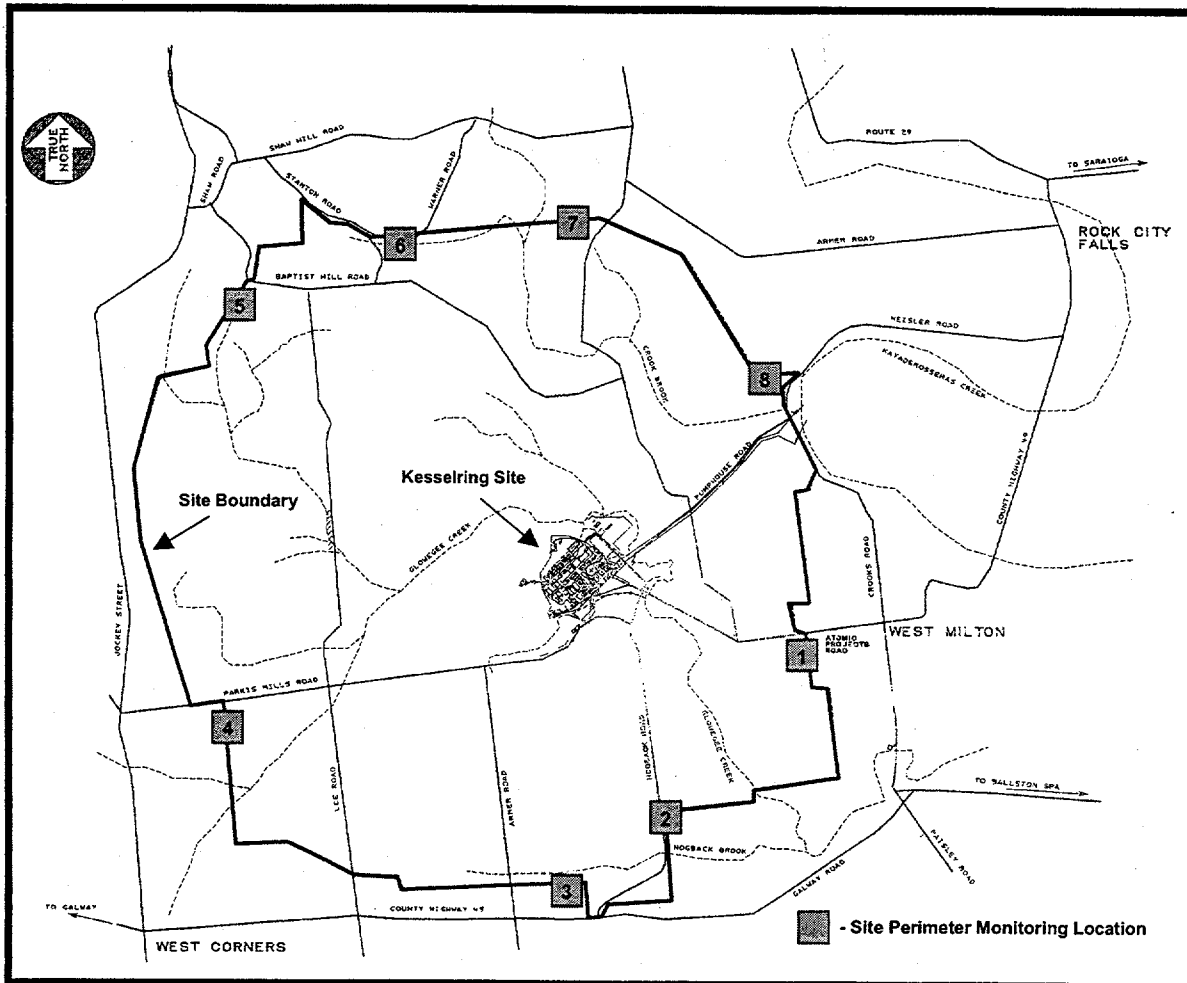 TRUE
NORTH
SHAW HILL ROAD
SHAW ROAD
STANTON ROAD
WARNER ROAD
ROUTE 29
TO SARATOGA
ROCK CITY
FALLS
ARMER ROAD
6
7
BAPTIST HILL ROAD
5
HEISLER ROAD
KAYADEROSSERAS CREEK
CROOK BROOK
8
COUNTY HIGHWAY 49
PUMPHOUSE ROAD
Kesselring Site
Site Boundary
GLOWEGEE CREEK
CROOKS ROAD
JOCKEY STREET
WEST MILTON
ATOMIC
PROJECTS
ROAD
1
PARKIS MILLS ROAD
4
LEE ROAD
ARMER ROAD
HOGBACK ROAD
GLOWEGEE CREEK
TO BALLSTON SPA
2
HOGBACK BROOK
PAISLEY ROAD
GALWAY ROAD
3
TO GALWAY
COUNTY HIGHWAY 45
WEST CORNERS
- Site Perimeter Monitoring Location